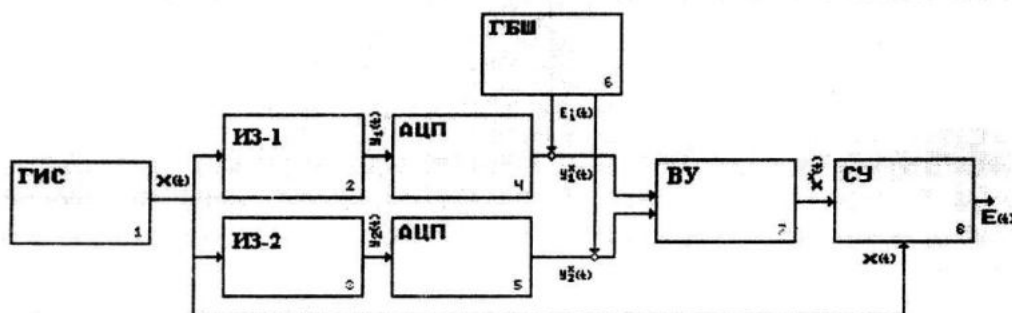 ГБШ
6
Ei(t)
ИЗ-1
2
y1(t)
АЦП
4
y1*(t)
ГИС
1
X(t)
ВУ
7
X*(t)
СУ
8
E(t)
ИЗ-2
y2(t)
АЦП
5
y2*(t)
X(t)